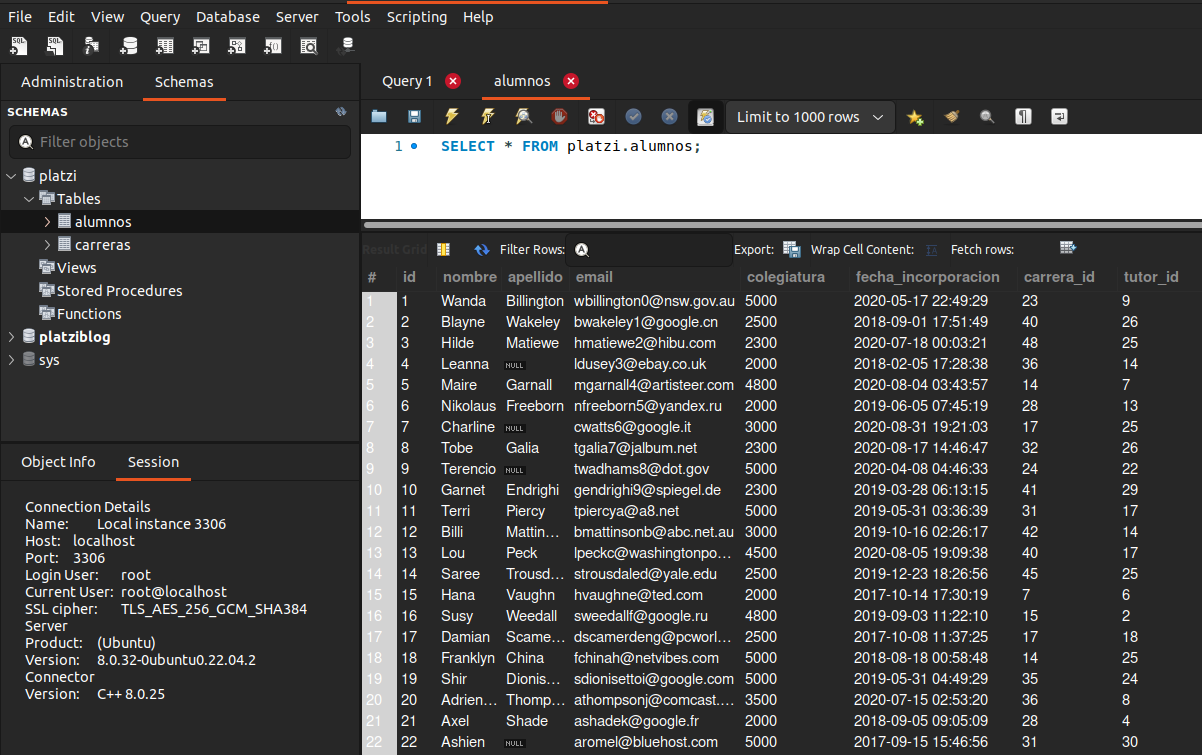 File Edit View Query Database Server Tools Scripting Help
Administration Schemas
SCHEMAS
Filter objects
platzi
Tables
alumnos
carreras
Views
Stored Procedures
Functions
platziblog
sys
Object Info Session
Connection Details
Name: Local instance 3306
Host: localhost
Port: 3306
Login User: root
Current User: root@localhost
SSL cipher: TLS_AES_256_GCM_SHA384
Server
Product: (Ubuntu)
Version: 8.0.32-0ubuntu0.22.04.2
Connector
Version: C++ 8.0.25
Query 1 alumnos
Limit to 1000 rows
1 SELECT * FROM platzi.alumnos;
Result Grid Filter Rows: Export: Wrap Cell Content: Fetch rows:
# id nombre apellido email colegiatura fecha_incorporacion carrera_id tutor_id
1 1 Wanda Billington wbillington0@nsw.gov.au 5000 2020-05-17 22:49:29 23 9
2 2 Blayne Wakeley bwakeley1@google.cn 2500 2018-09-01 17:51:49 40 26
3 3 Hilde Matiewe hmatiewe2@hibu.com 2300 2020-07-18 00:03:21 48 25
4 4 Leanna NULL ldusey3@ebay.co.uk 2000 2018-02-05 17:28:38 36 14
5 5 Maire Garnall mgarnall4@artisteer.com 4800 2020-08-04 03:43:57 14 7
6 6 Nikolaus Freeborn nfreeborn5@yandex.ru 2000 2019-06-05 07:45:19 28 13
7 7 Charline NULL cwatts6@google.it 3000 2020-08-31 19:21:03 17 25
8 8 Tobe Galia tgalia7@jalbum.net 2300 2020-08-17 14:46:47 32 26
9 9 Terencio NULL twadhams8@dot.gov 5000 2020-04-08 04:46:33 24 22
10 10 Garnet Endrighi gendrighi9@spiegel.de 2300 2019-03-28 06:13:15 41 29
11 11 Terri Piercy tpiercya@a8.net 5000 2019-05-31 03:36:39 31 17
12 12 Billi Mattin... bmattinsonb@abc.net.au 3000 2019-10-16 02:26:17 42 14
13 13 Lou Peck lpeckc@washingtonpo... 4500 2020-08-05 19:09:38 40 17
14 14 Saree Trousd... strousdaled@yale.edu 2500 2019-12-23 18:26:56 45 25
15 15 Hana Vaughn hvaughne@ted.com 2000 2017-10-14 17:30:19 7 6
16 16 Susy Weedall sweedallf@google.ru 4800 2019-09-03 11:22:10 15 2
17 17 Damian Scame... dscamerdeng@pcworl... 2500 2017-10-08 11:37:25 17 18
18 18 Franklyn China fchinah@netvibes.com 5000 2018-08-18 00:58:48 14 25
19 19 Shir Dionis... sdionisettoi@google.com 5000 2019-05-31 04:49:29 35 24
20 20 Adrien... Thomp... athompsonj@comcast.... 3500 2020-07-15 02:53:20 36 8
21 21 Axel Shade ashadek@google.fr 2000 2018-09-05 09:05:09 28 4
22 22 Ashien NULL aromel@bluehost.com 5000 2017-09-15 15:46:56 31 30